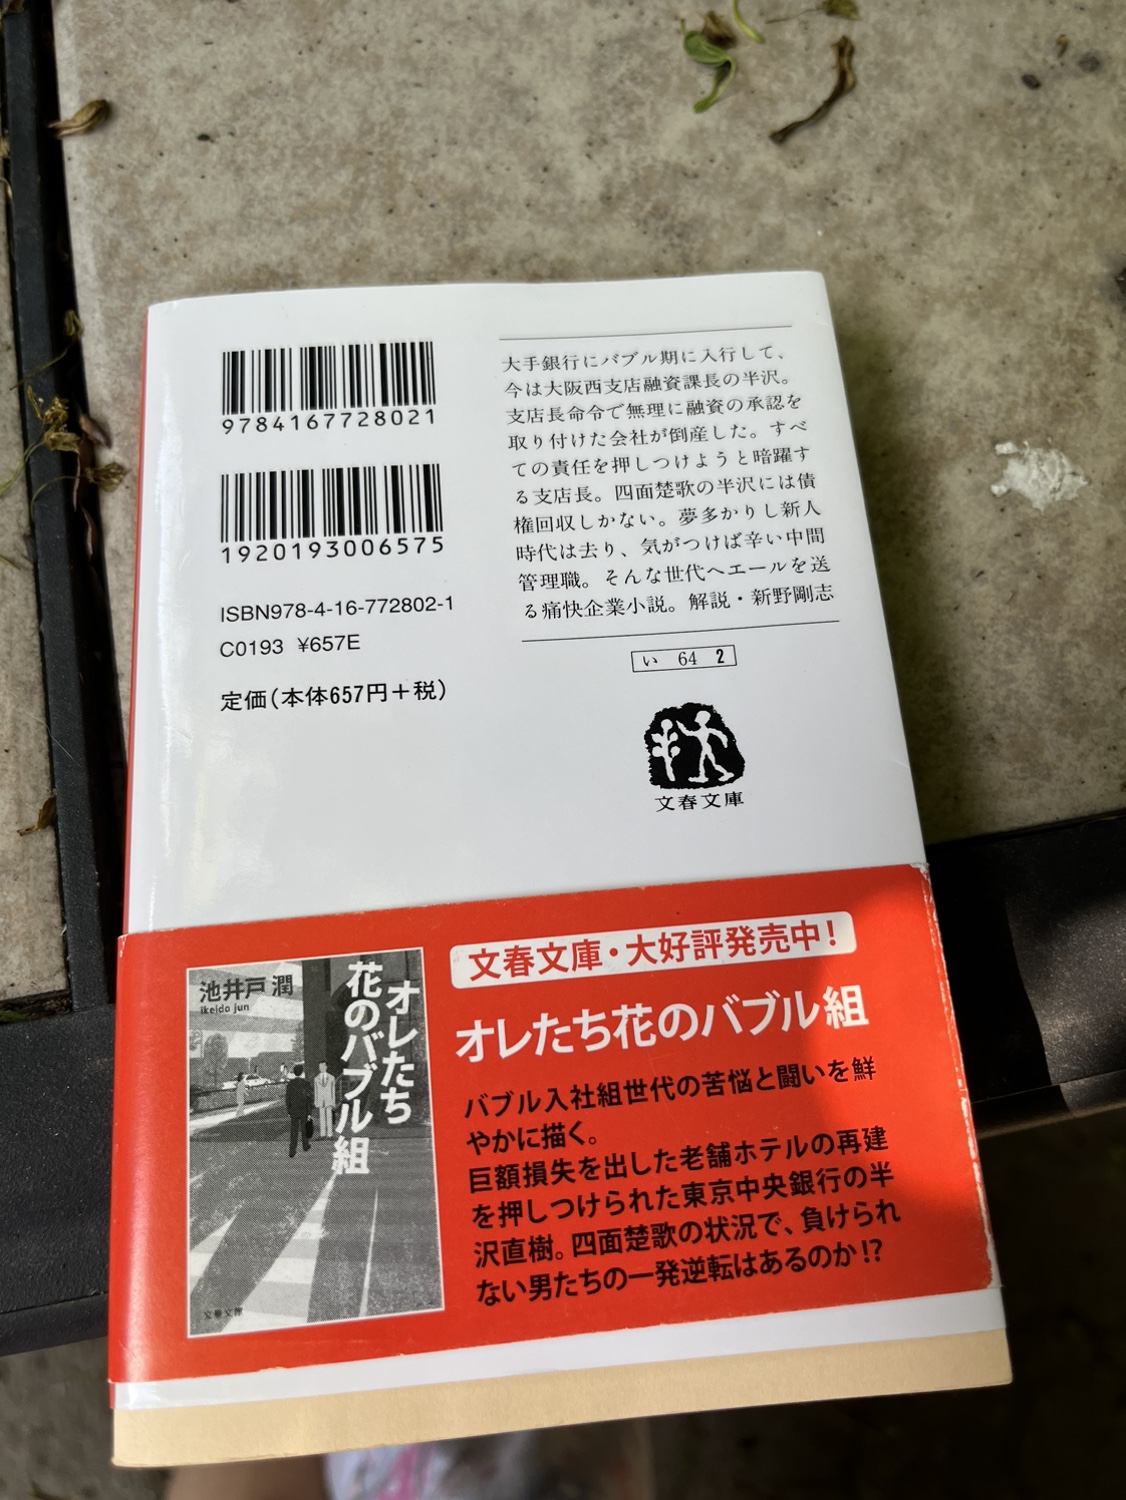 9784167728021
1920193006575
ISBN978-4-16-772802-1
C0193 ¥657E
定価(本体657円+税)
大手銀行にバブル期に入行して、
今は大阪西支店融資課長の半沢。
支店長命令で無理に融資の承認を
取り付けた会社が倒産した。すべ
ての責任を押しつけようと暗躍す
る支店長。四面楚歌の半沢には債
権回収しかない。夢多かりし新人
時代は去り、気がつけば辛い中間
管理職。そんな世代へエールを送
る痛快企業小説。解説・新野剛志
い 64 2
文春文庫
池井戸 潤
ikeido jun
オレたち
花のバブル組
文春文庫
文春文庫・大好評発売中!
オレたち花のバブル組
バブル入社組世代の苦悩と闘いを鮮
やかに描く。
巨額損失を出した老舗ホテルの再建
を押しつけられた東京中央銀行の半
沢直樹。四面楚歌の状況で、負けられ
ない男たちの一発逆転はあるのか!?